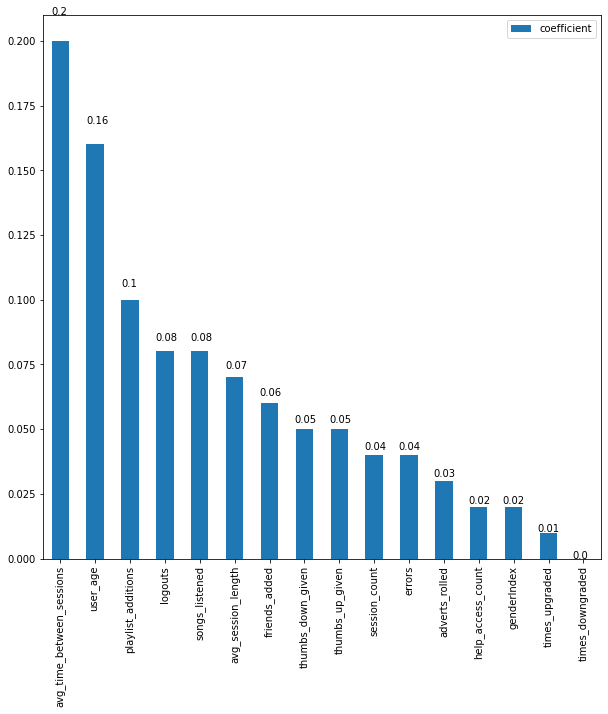 0.2
coefficient
0.200
0.16
0.175
0.150
0.125
0.1
0.100
0.08
0.08
0.075
0.07
0.06
0.05
0.05
0.050
0.04
0.04
0.03
0.025
0.02
0.02
0.01
0.000
0.0
avg_time_between_sessions
user_age
playlist_additions
logouts
songs_listened
avg_session_length
friends_added
thumbs_down_given
thumbs_up_given
session_count
errors
adverts_rolled
help_access_count
genderIndex
times_upgraded
times_downgraded